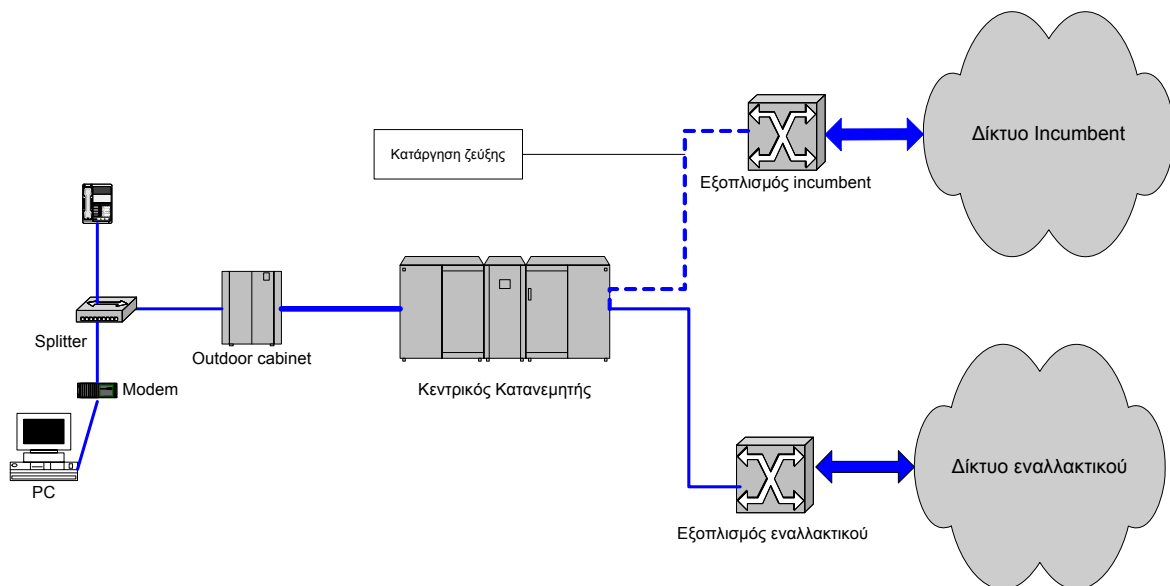 Δίκτυο Incumbent
Κατάργηση ζεύξης
Εξοπλισμός incumbent
Splitter
Outdoor cabinet
Modem
Κεντρικός Κατανεμητής
Δίκτυο εναλλακτικού
PC
Εξοπλισμός εναλλακτικού